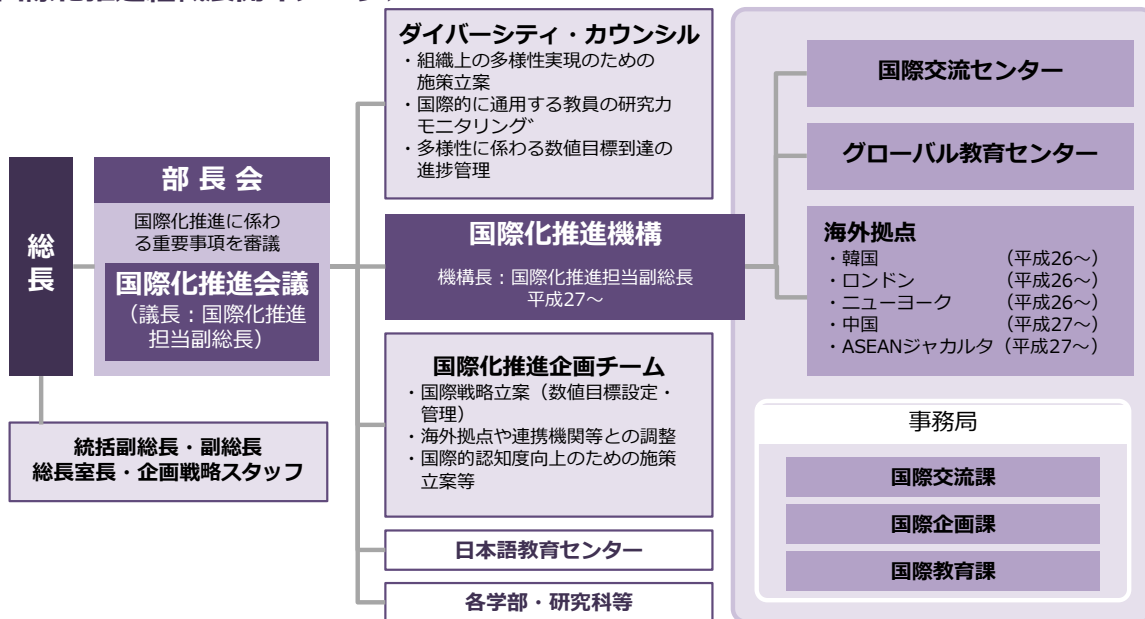 総長
部長会
国際化推進に係わ
る重要事項を審議
国際化推進会議
（議長：国際化推進
担当副総長）
統括副総長・副総長
総長室長・企画戦略スタッフ
ダイバーシティ・カウンシル
・組織上の多様性実現のための
施策立案
・国際的に通用する教員の研究力
モニタリング゛
・多様性に係わる数値目標到達の
進捗管理
国際化推進機構
機構長：国際化推進担当副総長
平成27～
国際化推進企画チーム
・国際戦略立案（数値目標設定・
管理）
・海外拠点や連携機関等との調整
・国際的認知度向上のための施策
立案等
日本語教育センター
各学部・研究科等
国際交流センター
グローバル教育センター
海外拠点
・韓国 （平成26～）
・ロンドン （平成26～）
・ニューヨーク （平成26～）
・中国 （平成27～）
・ASEANジャカルタ （平成27～）
事務局
国際交流課
国際企画課
国際教育課